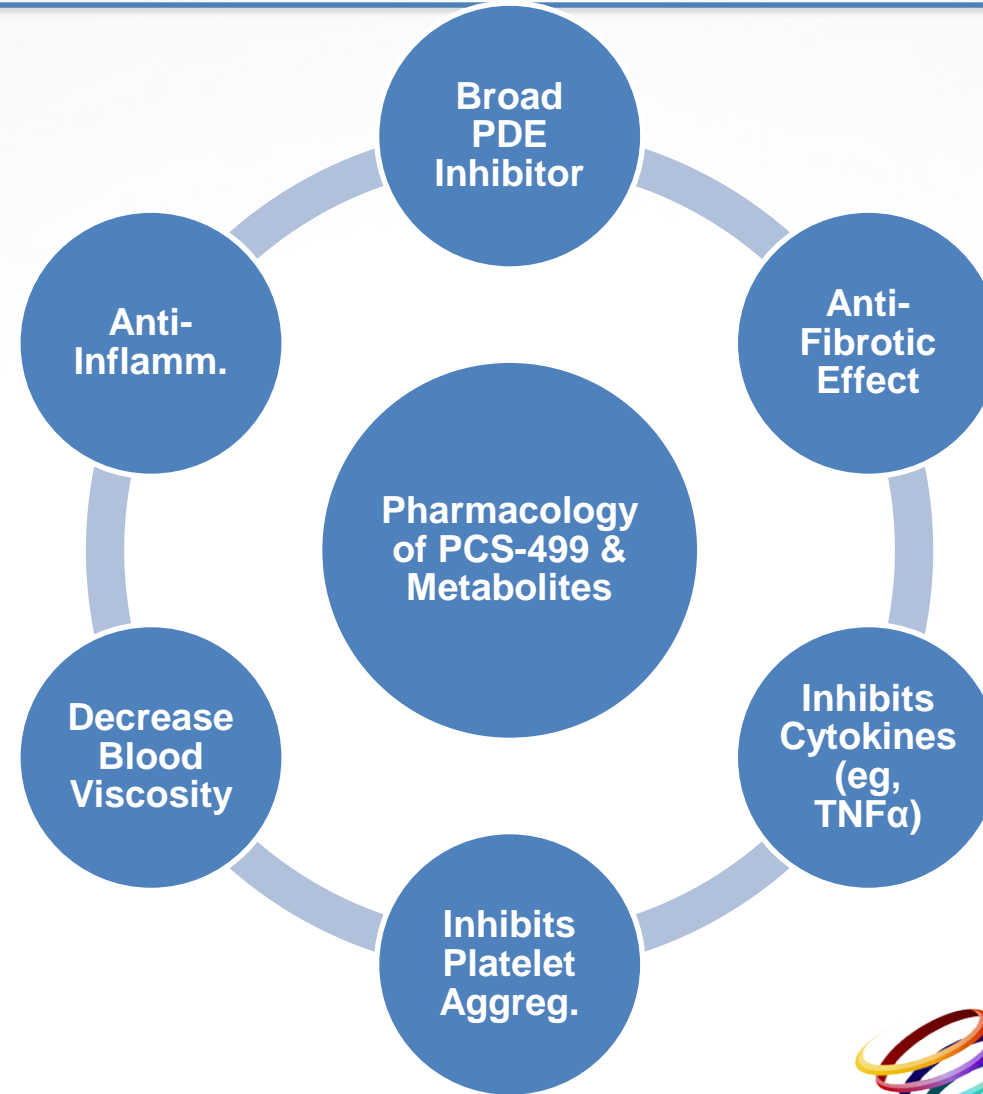 Broad
PDE
Inhibitor
Anti-
Fibrotic
Effect
Inhibits
Cytokines
(eg,
TNFα)
Inhibits
Platelet
Aggreg.
Decrease
Blood
Viscosity
Anti-
Inflamm.
Pharmacology
of PCS-499 &
Metabolites